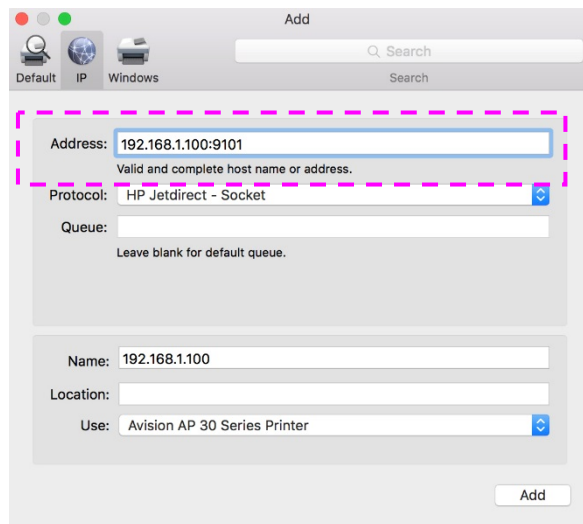 Add
Search
Default IP Windows Search
Address: 192.168.1.100:9101
Valid and complete host name or address.
Protocol: HP Jetdirect - Socket
Queue:
Leave blank for default queue.
Name: 192.168.1.100
Location:
Use: Avision AP 30 Series Printer
Add